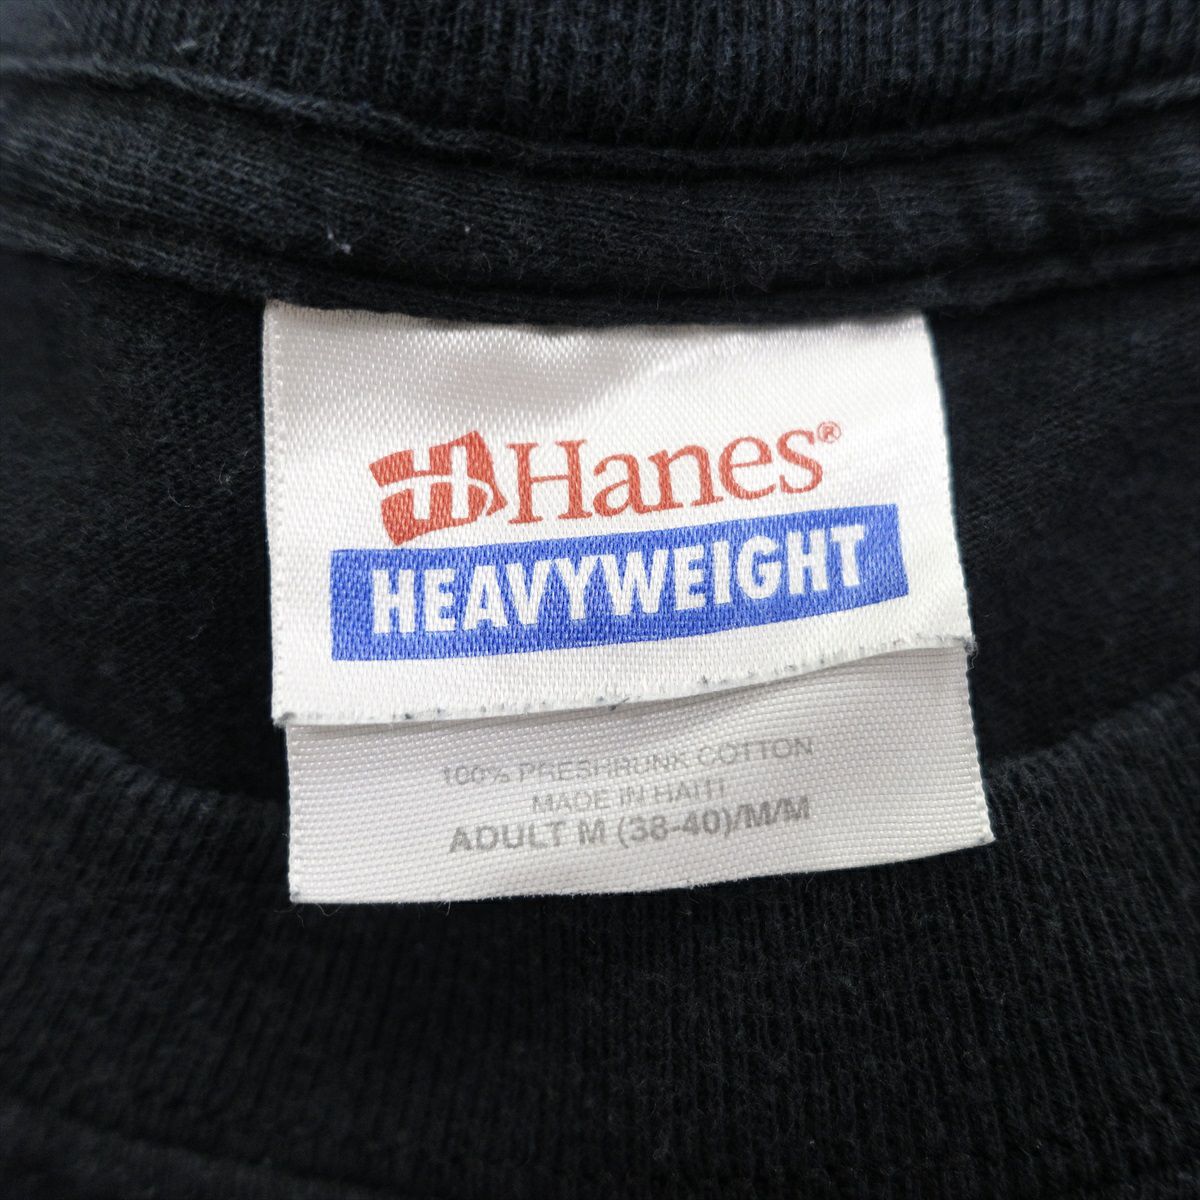 H Hanes®
HEAVYWEIGHT
100% PRESHRUNK COTTON
MADE IN HAITI
ADULT M (38-40)/M/M